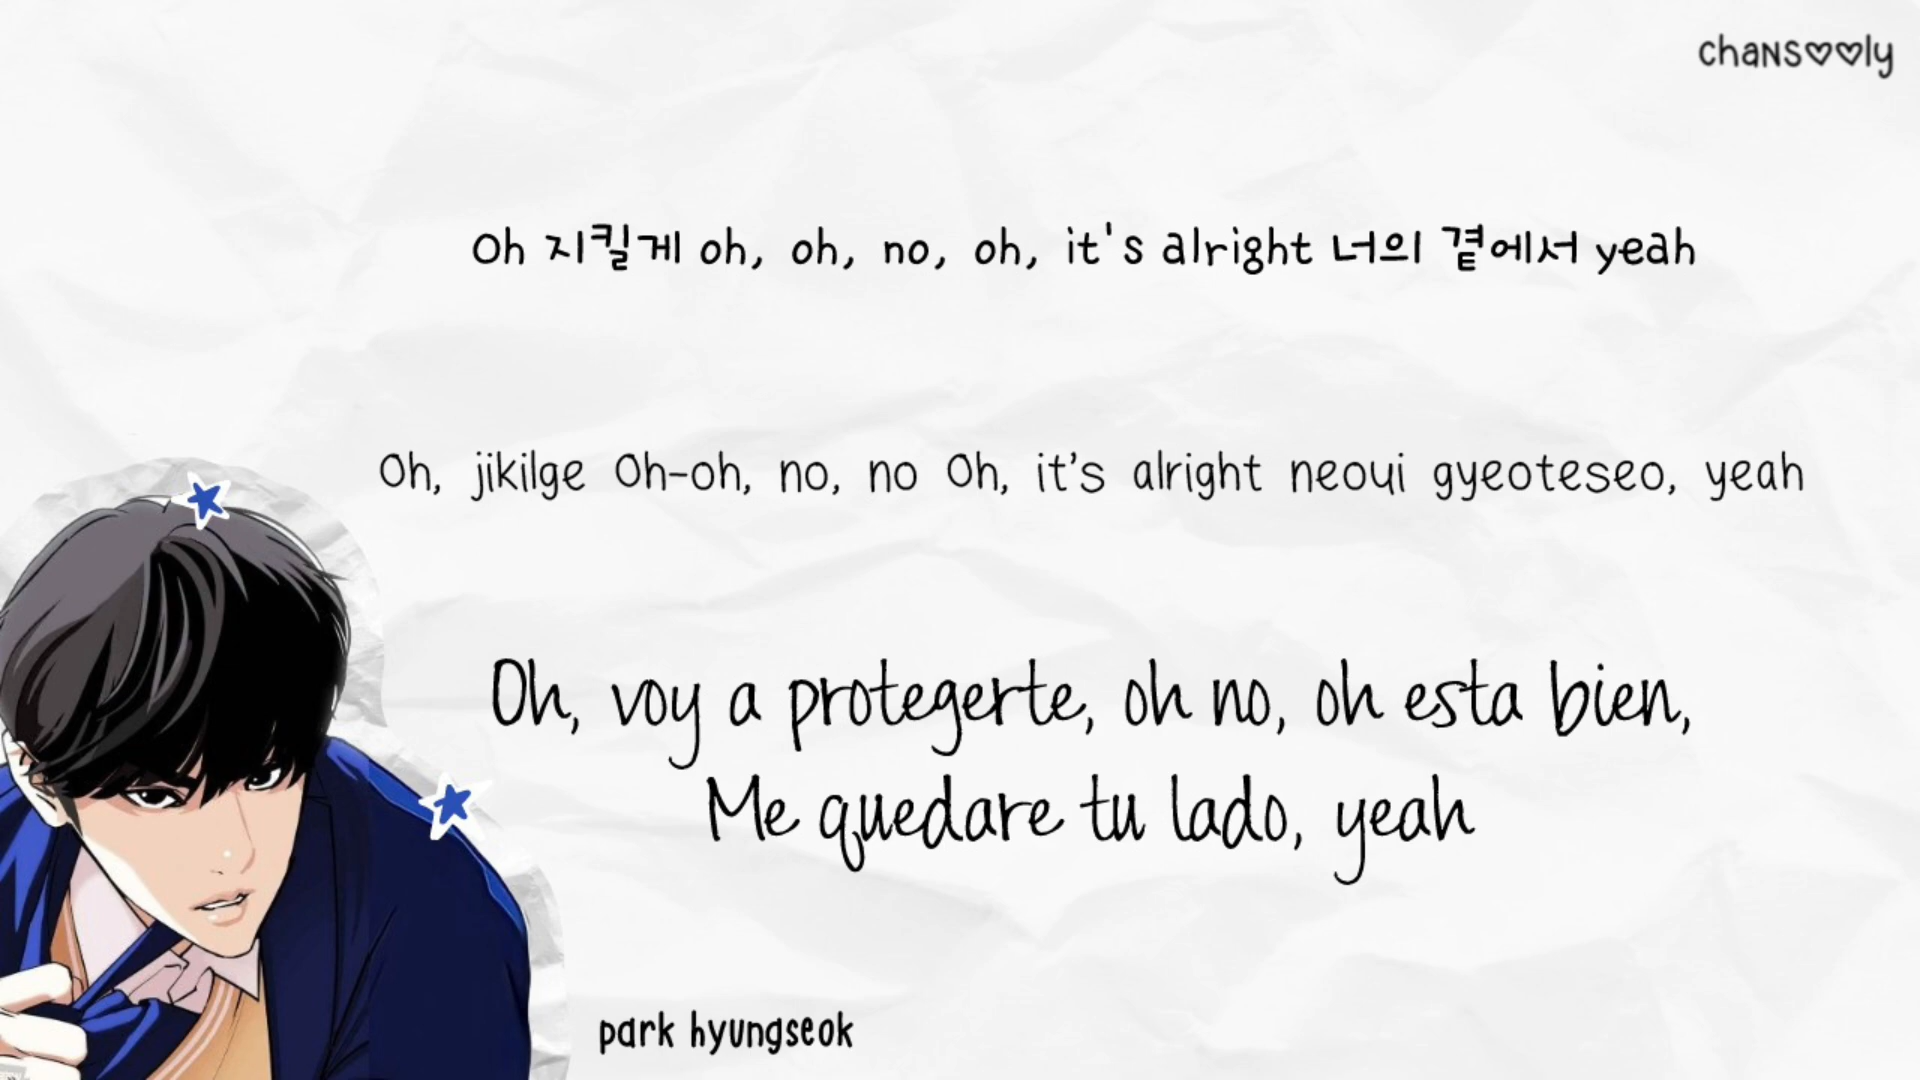 chans♡♡ly
Oh 지킬게 oh, oh, no, oh, it's alright 너의 곁에서 yeah
Oh, jikilge Oh-oh, no, no Oh, it's alright neoui gyeoteseo, yeah
Oh, voy a protegerte, oh no, oh esta bien,
Me quedare tu lado, yeah
park hyungseok